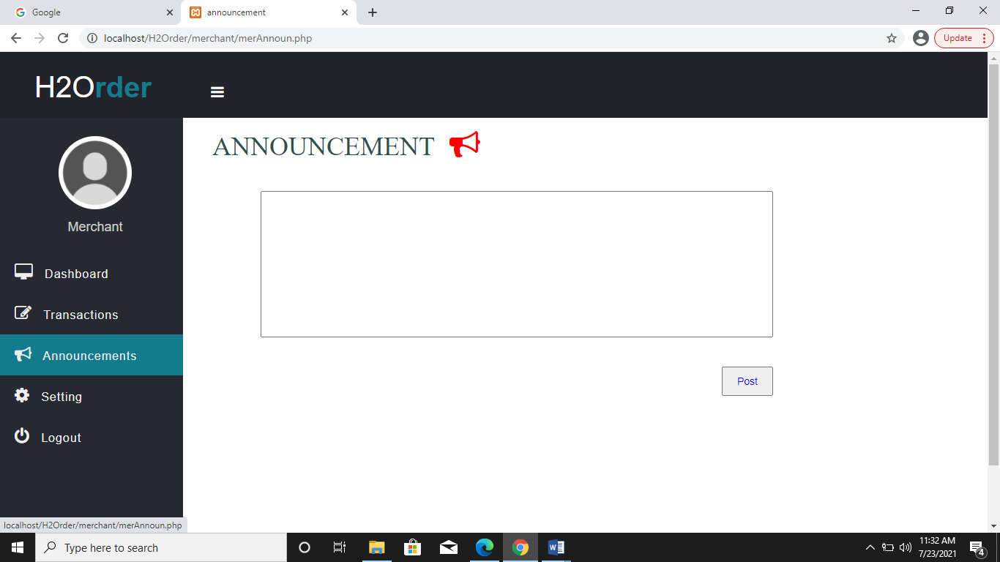 Google
announcement
localhost/H2Order/merchant/merAnnoun.php
Update
H2Order
ANNOUNCEMENT
Merchant
Dashboard
Transactions
Announcements
Setting
Logout
Post
localhost/H2Order/merchant/merAnnoun.php
Type here to search
11:32 AM
7/23/2021
4